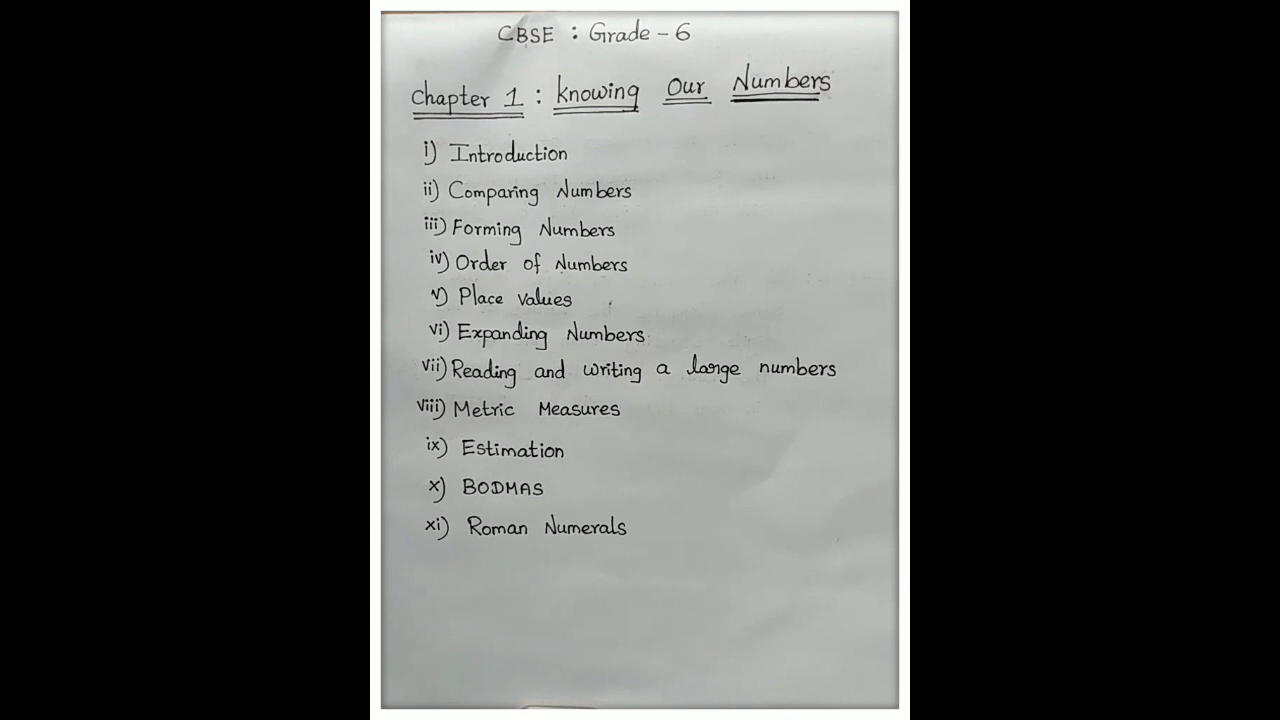 CBSE : Grade - 6
Chapter 1 : Knowing Our Numbers
i) Introduction
ii) Comparing Numbers
iii) Forming Numbers
iv) Order of Numbers
v) Place Values
vi) Expanding Numbers
vii) Reading and writing a large numbers
viii) Metric Measures
ix) Estimation
x) BODMAS
xi) Roman Numerals